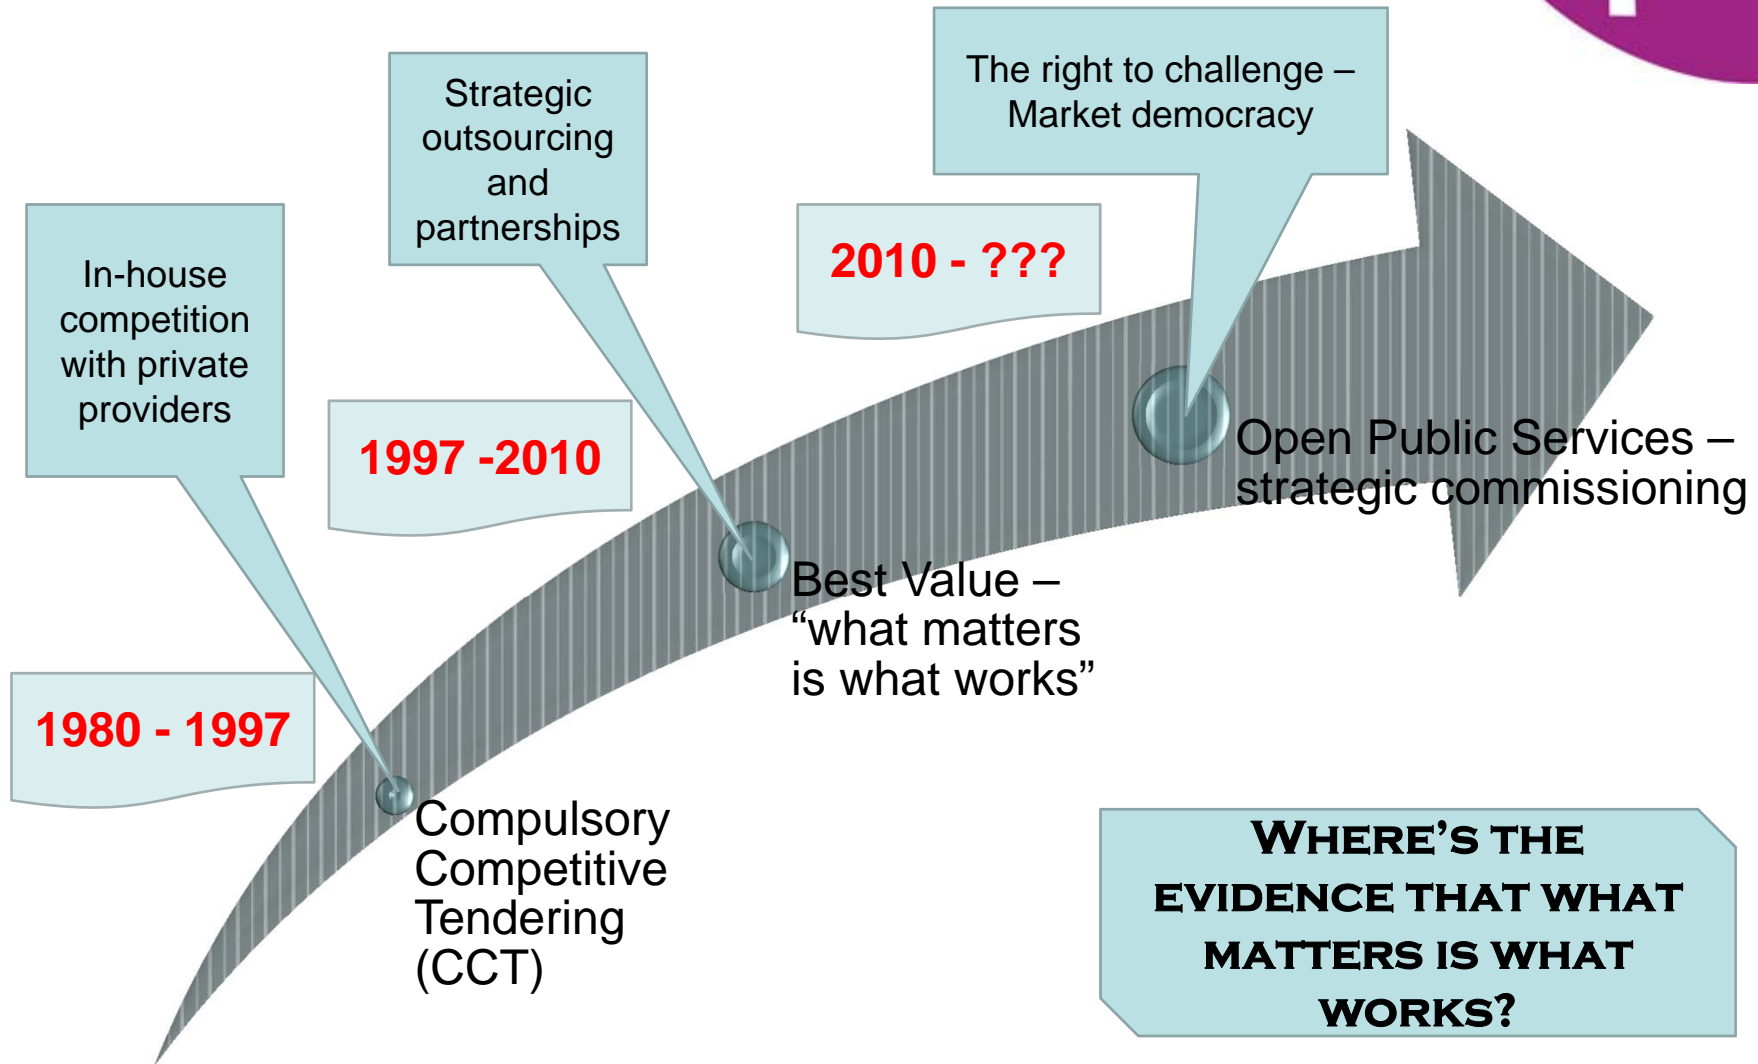 In-house
competition
with private
providers
1980 - 1997
Compulsory
Competitive
Tendering
(CCT)
Strategic
outsourcing
and
partnerships
1997 -2010
Best Value –
“what matters
is what works”
The right to challenge –
Market democracy
2010 - ???
Open Public Services –
strategic commissioning
WHERE’S THE
EVIDENCE THAT WHAT
MATTERS IS WHAT
WORKS?